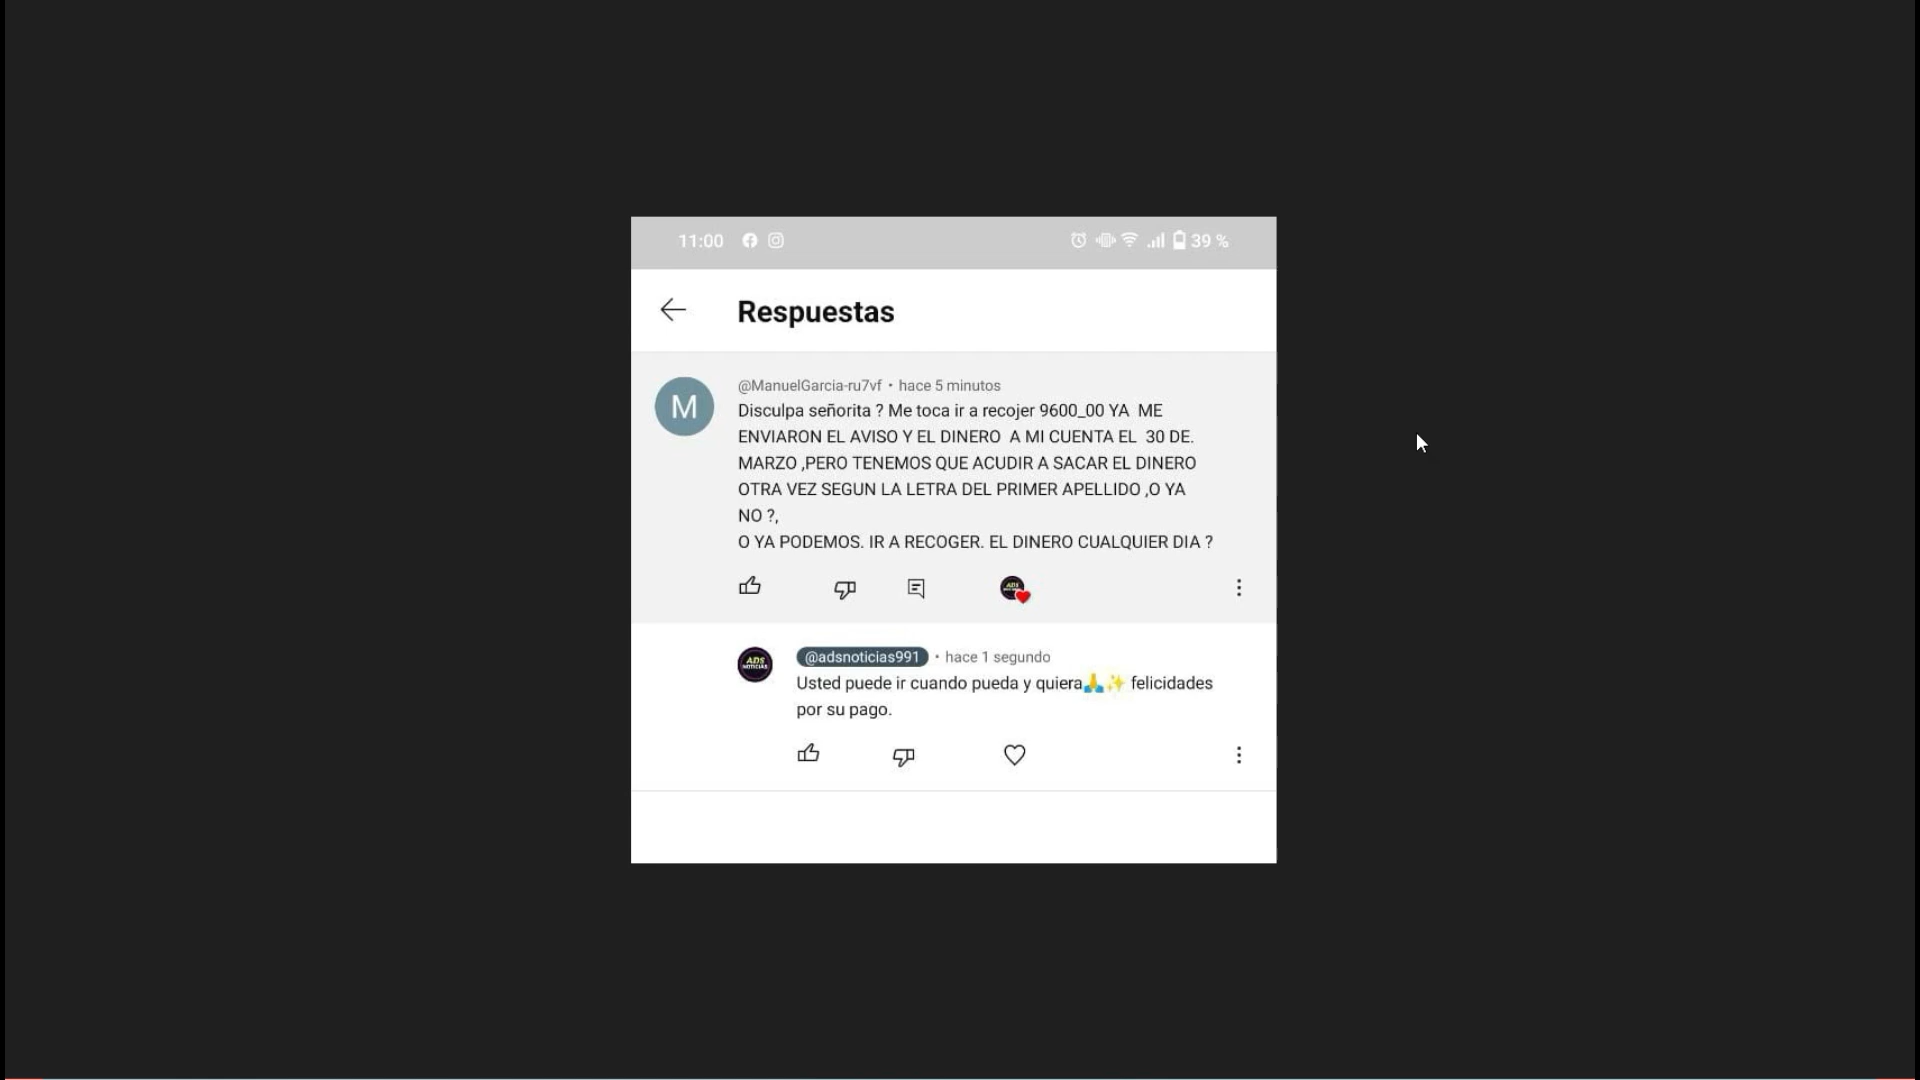 11:00 39 %
Respuestas
M
@ManuelGarcia-ru7vf • hace 5 minutos
Disculpa señorita ? Me toca ir a recojer 9600_00 YA ME
ENVIARON EL AVISO Y EL DINERO A MI CUENTA EL 30 DE.
MARZO ,PERO TENEMOS QUE ACUDIR A SACAR EL DINERO
OTRA VEZ SEGUN LA LETRA DEL PRIMER APELLIDO ,O YA
NO ?,
O YA PODEMOS. IR A RECOGER. EL DINERO CUALQUIER DIA ?
ADS
NOTICIAS
@adsnoticias991 • hace 1 segundo
Usted puede ir cuando pueda y quiera🙏✨ felicidades
por su pago.